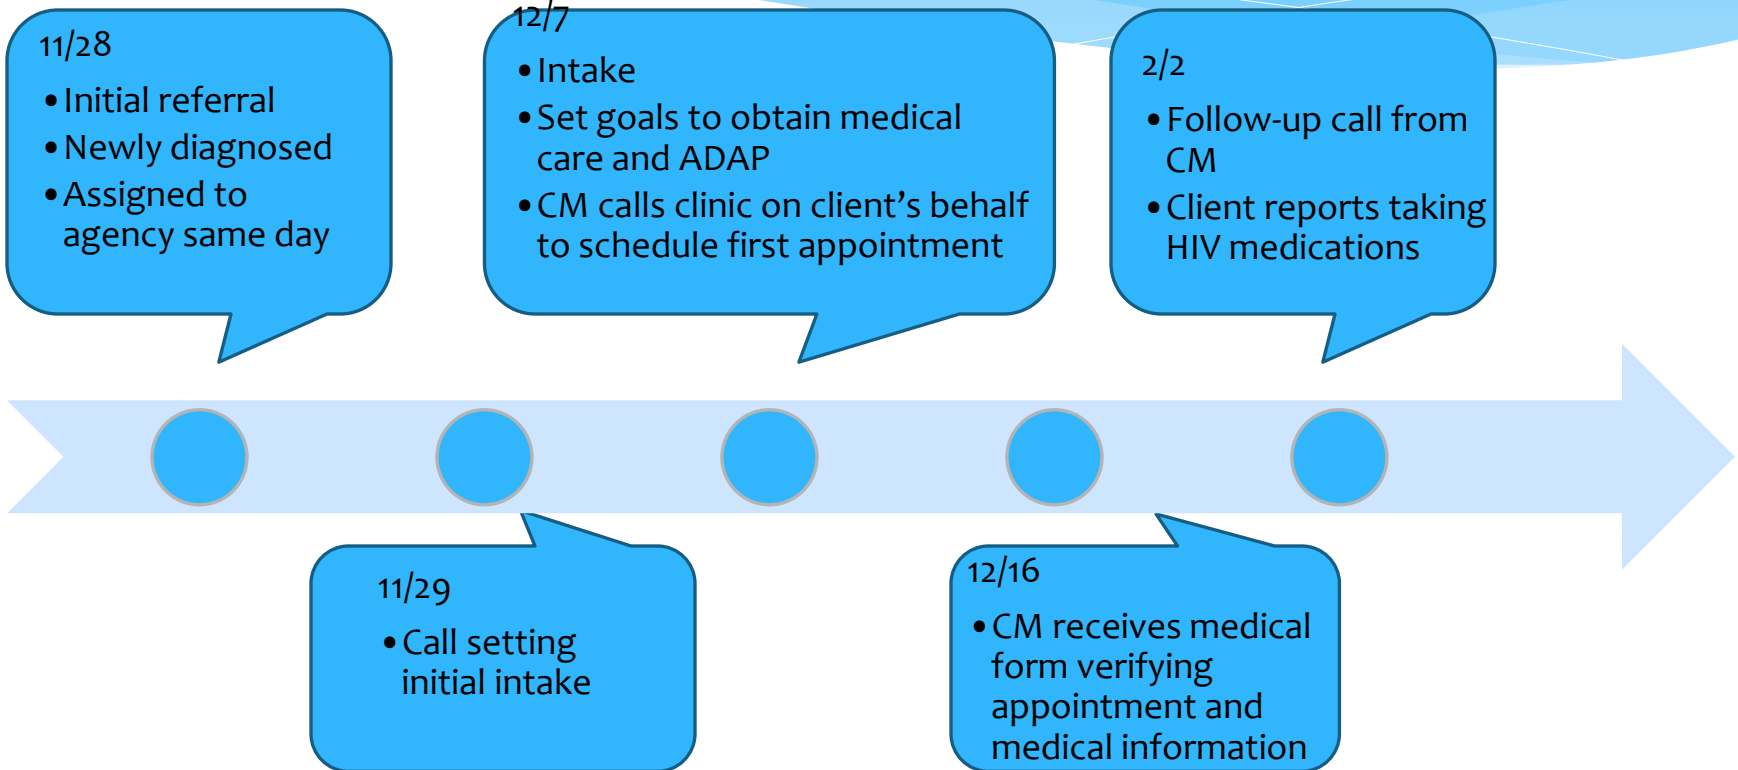 11/28
•Initial referral
•Newly diagnosed
•Assigned to
agency same day
11/29
•Call setting
initial intake
12/7
•Intake
•Set goals to obtain medical
care and ADAP
•CM calls clinic on client’s behalf
to schedule first appointment
12/16
•CM receives medical
form verifying
appointment and
medical information
2/2
•Follow-up call from
CM
•Client reports taking
HIV medications